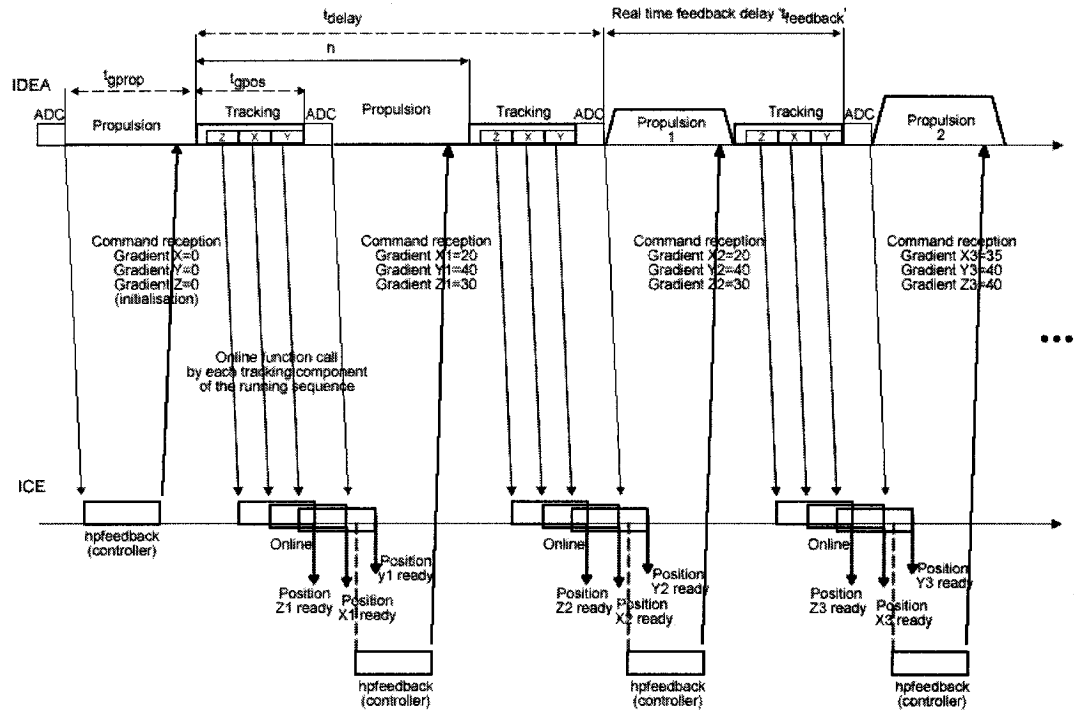 tdelay
Real time feedback delay 'tfeedback'
n
IDEA
tgprop
tgpos
ADC
Propulsion
Tracking
Z X Y
ADC
Propulsion
Tracking
Z X Y
ADC
Propulsion
1
Tracking
Z X Y
ADC
Propulsion
2
Command reception
Gradient X=0
Gradient Y=0
Gradient Z=0
(initialisation)
Command reception
Gradient X1=20
Gradient Y1=40
Gradient Z1=30
Command reception
Gradient X2=20
Gradient Y2=40
Gradient Z2=30
Command reception
Gradient X3=35
Gradient Y3=40
Gradient Z3=40
Online function call
by each tracking component
of the running sequence
•••
ICE
hpfeedback
(controller)
Online
Position
Z1 ready
Position
X1 ready
Position
y1 ready
Online
Position
Z2 ready
Position
X2 ready
Position
Y2 ready
Online
Position
Z3 ready
Position
X3 ready
Position
Y3 ready
hpfeedback
(controller)
hpfeedback
(controller)
hpfeedback
(controller)